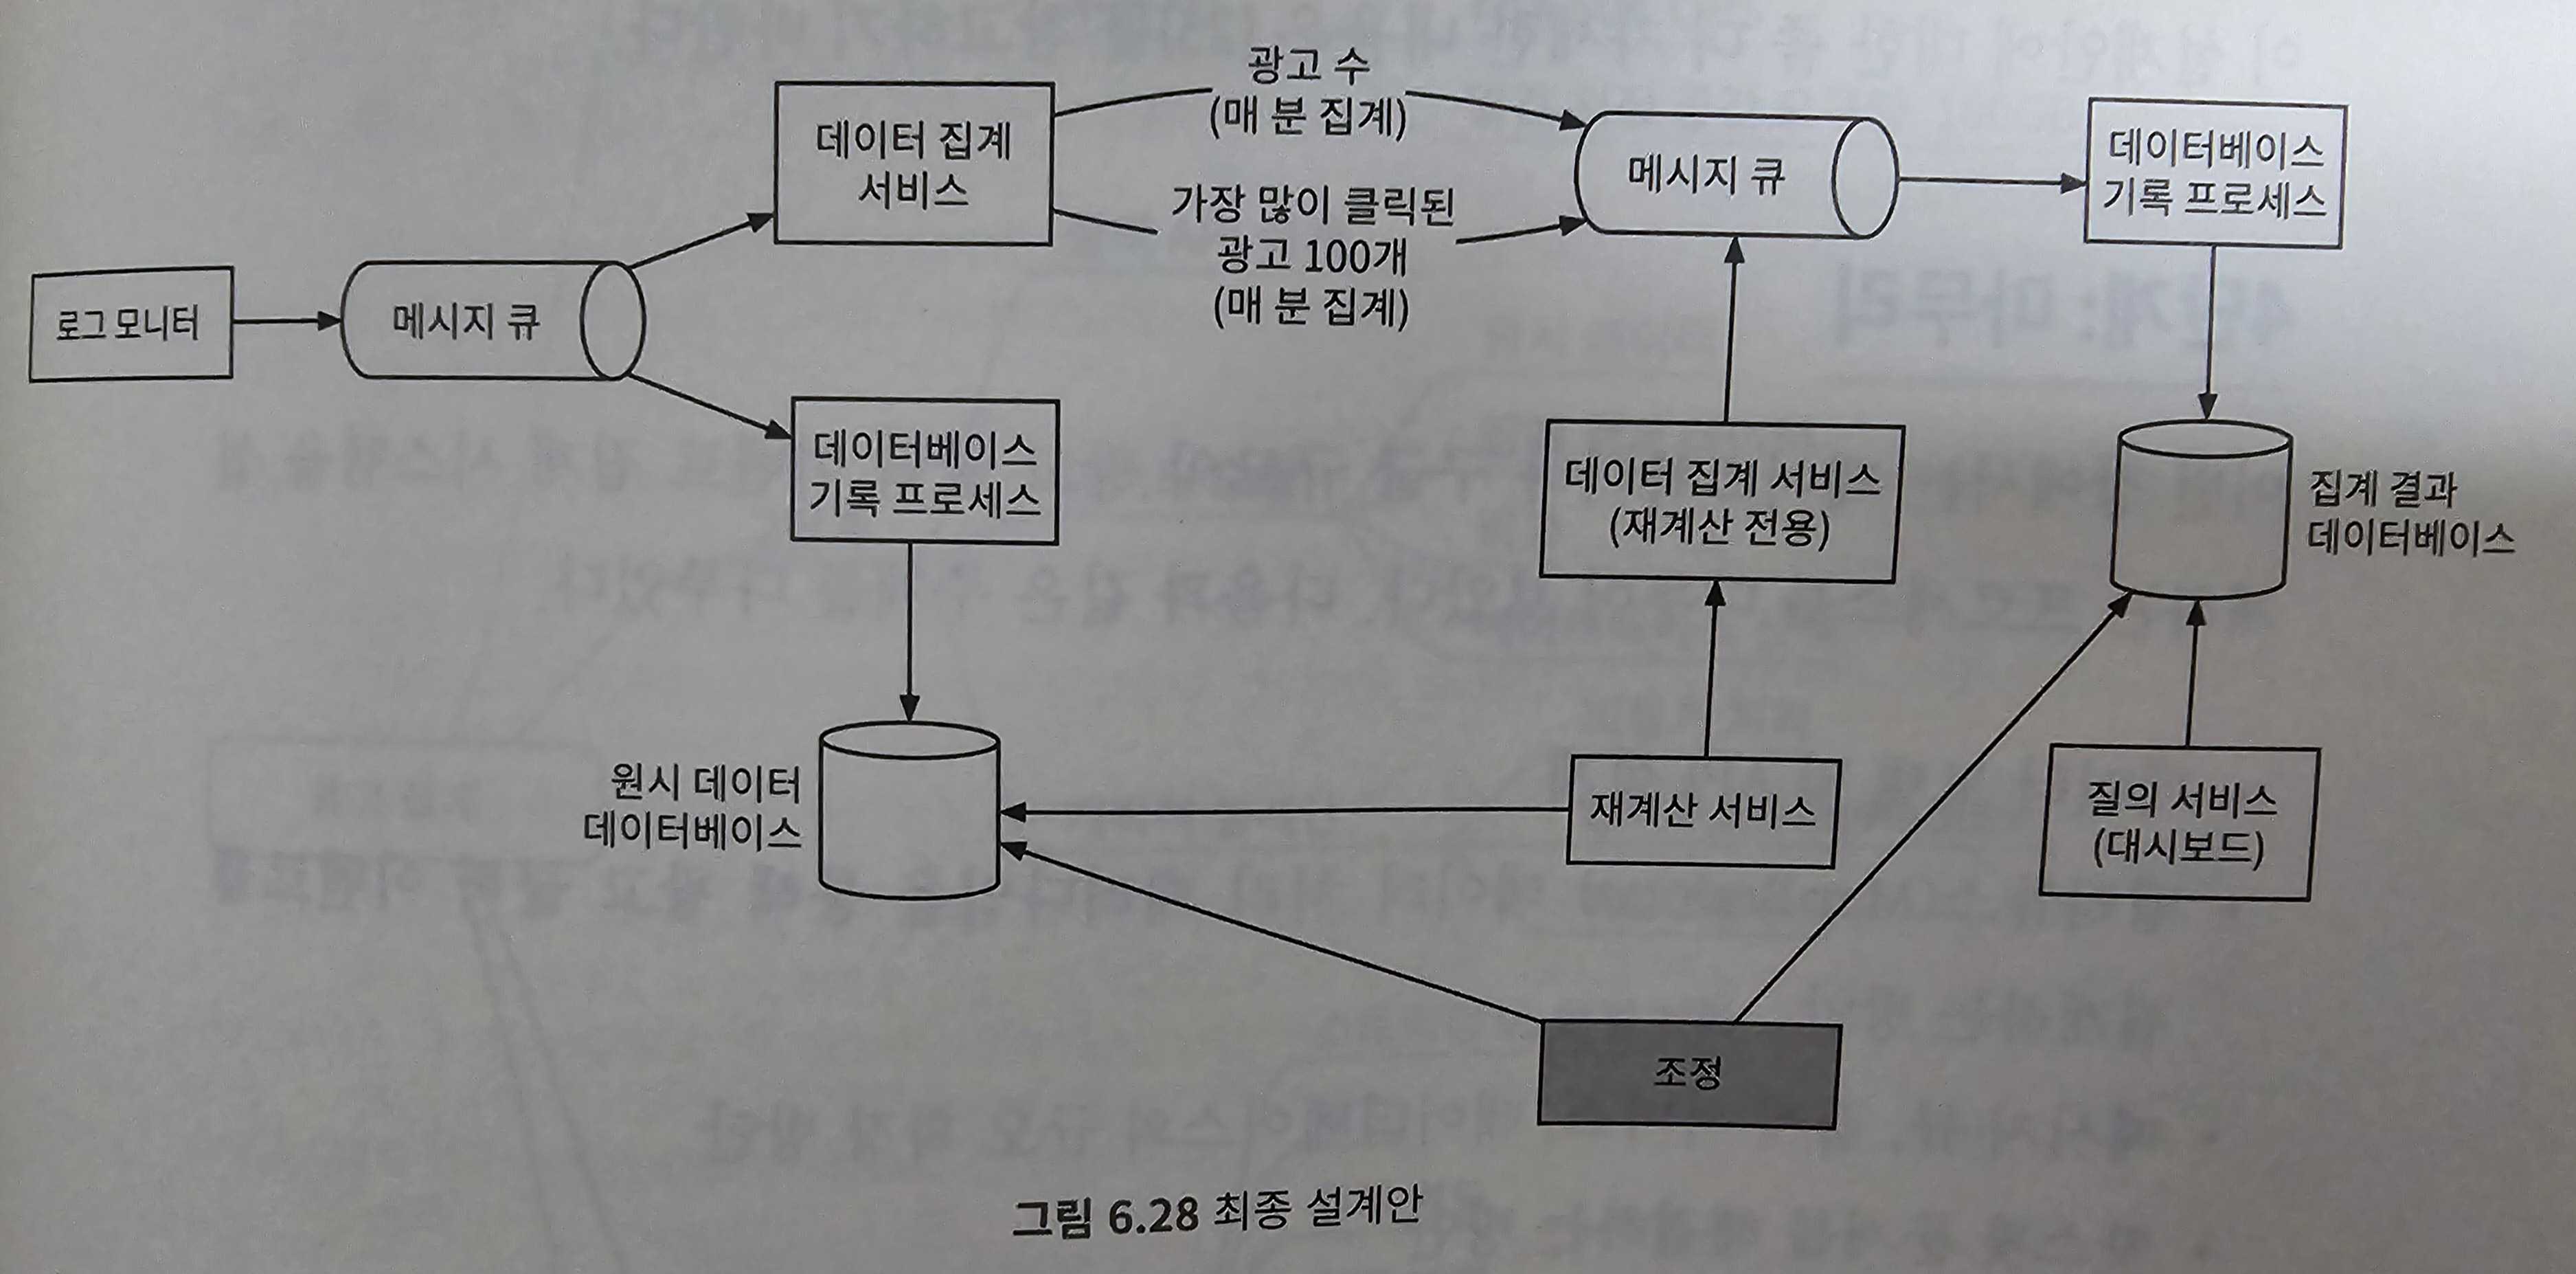 광고 수
(매 분 집계)
데이터 집계
서비스
메시지 큐
데이터베이스
기록 프로세스
가장 많이 클릭된
광고 100개
(매 분 집계)
로그 모니터
메시지 큐
데이터베이스
기록 프로세스
데이터 집계 서비스
(재계산 전용)
집계 결과
데이터베이스
원시 데이터
데이터베이스
재계산 서비스
질의 서비스
(대시보드)
조정
그림 6.28 최종 설계안